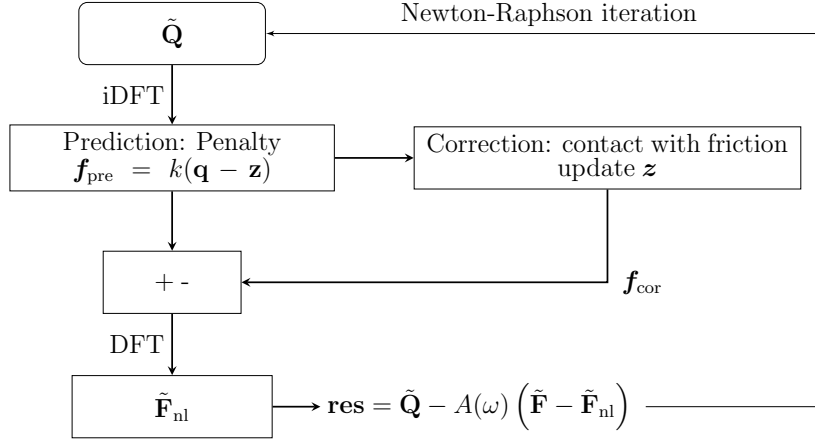 Newton-Raphson iteration
Q̃
iDFT
Prediction: Penalty
f_pre = k(q − z)
Correction: contact with friction
update z
+ -
f_cor
DFT
F̃_nl
res = Q̃ − A(ω) (F̃ − F̃_nl)